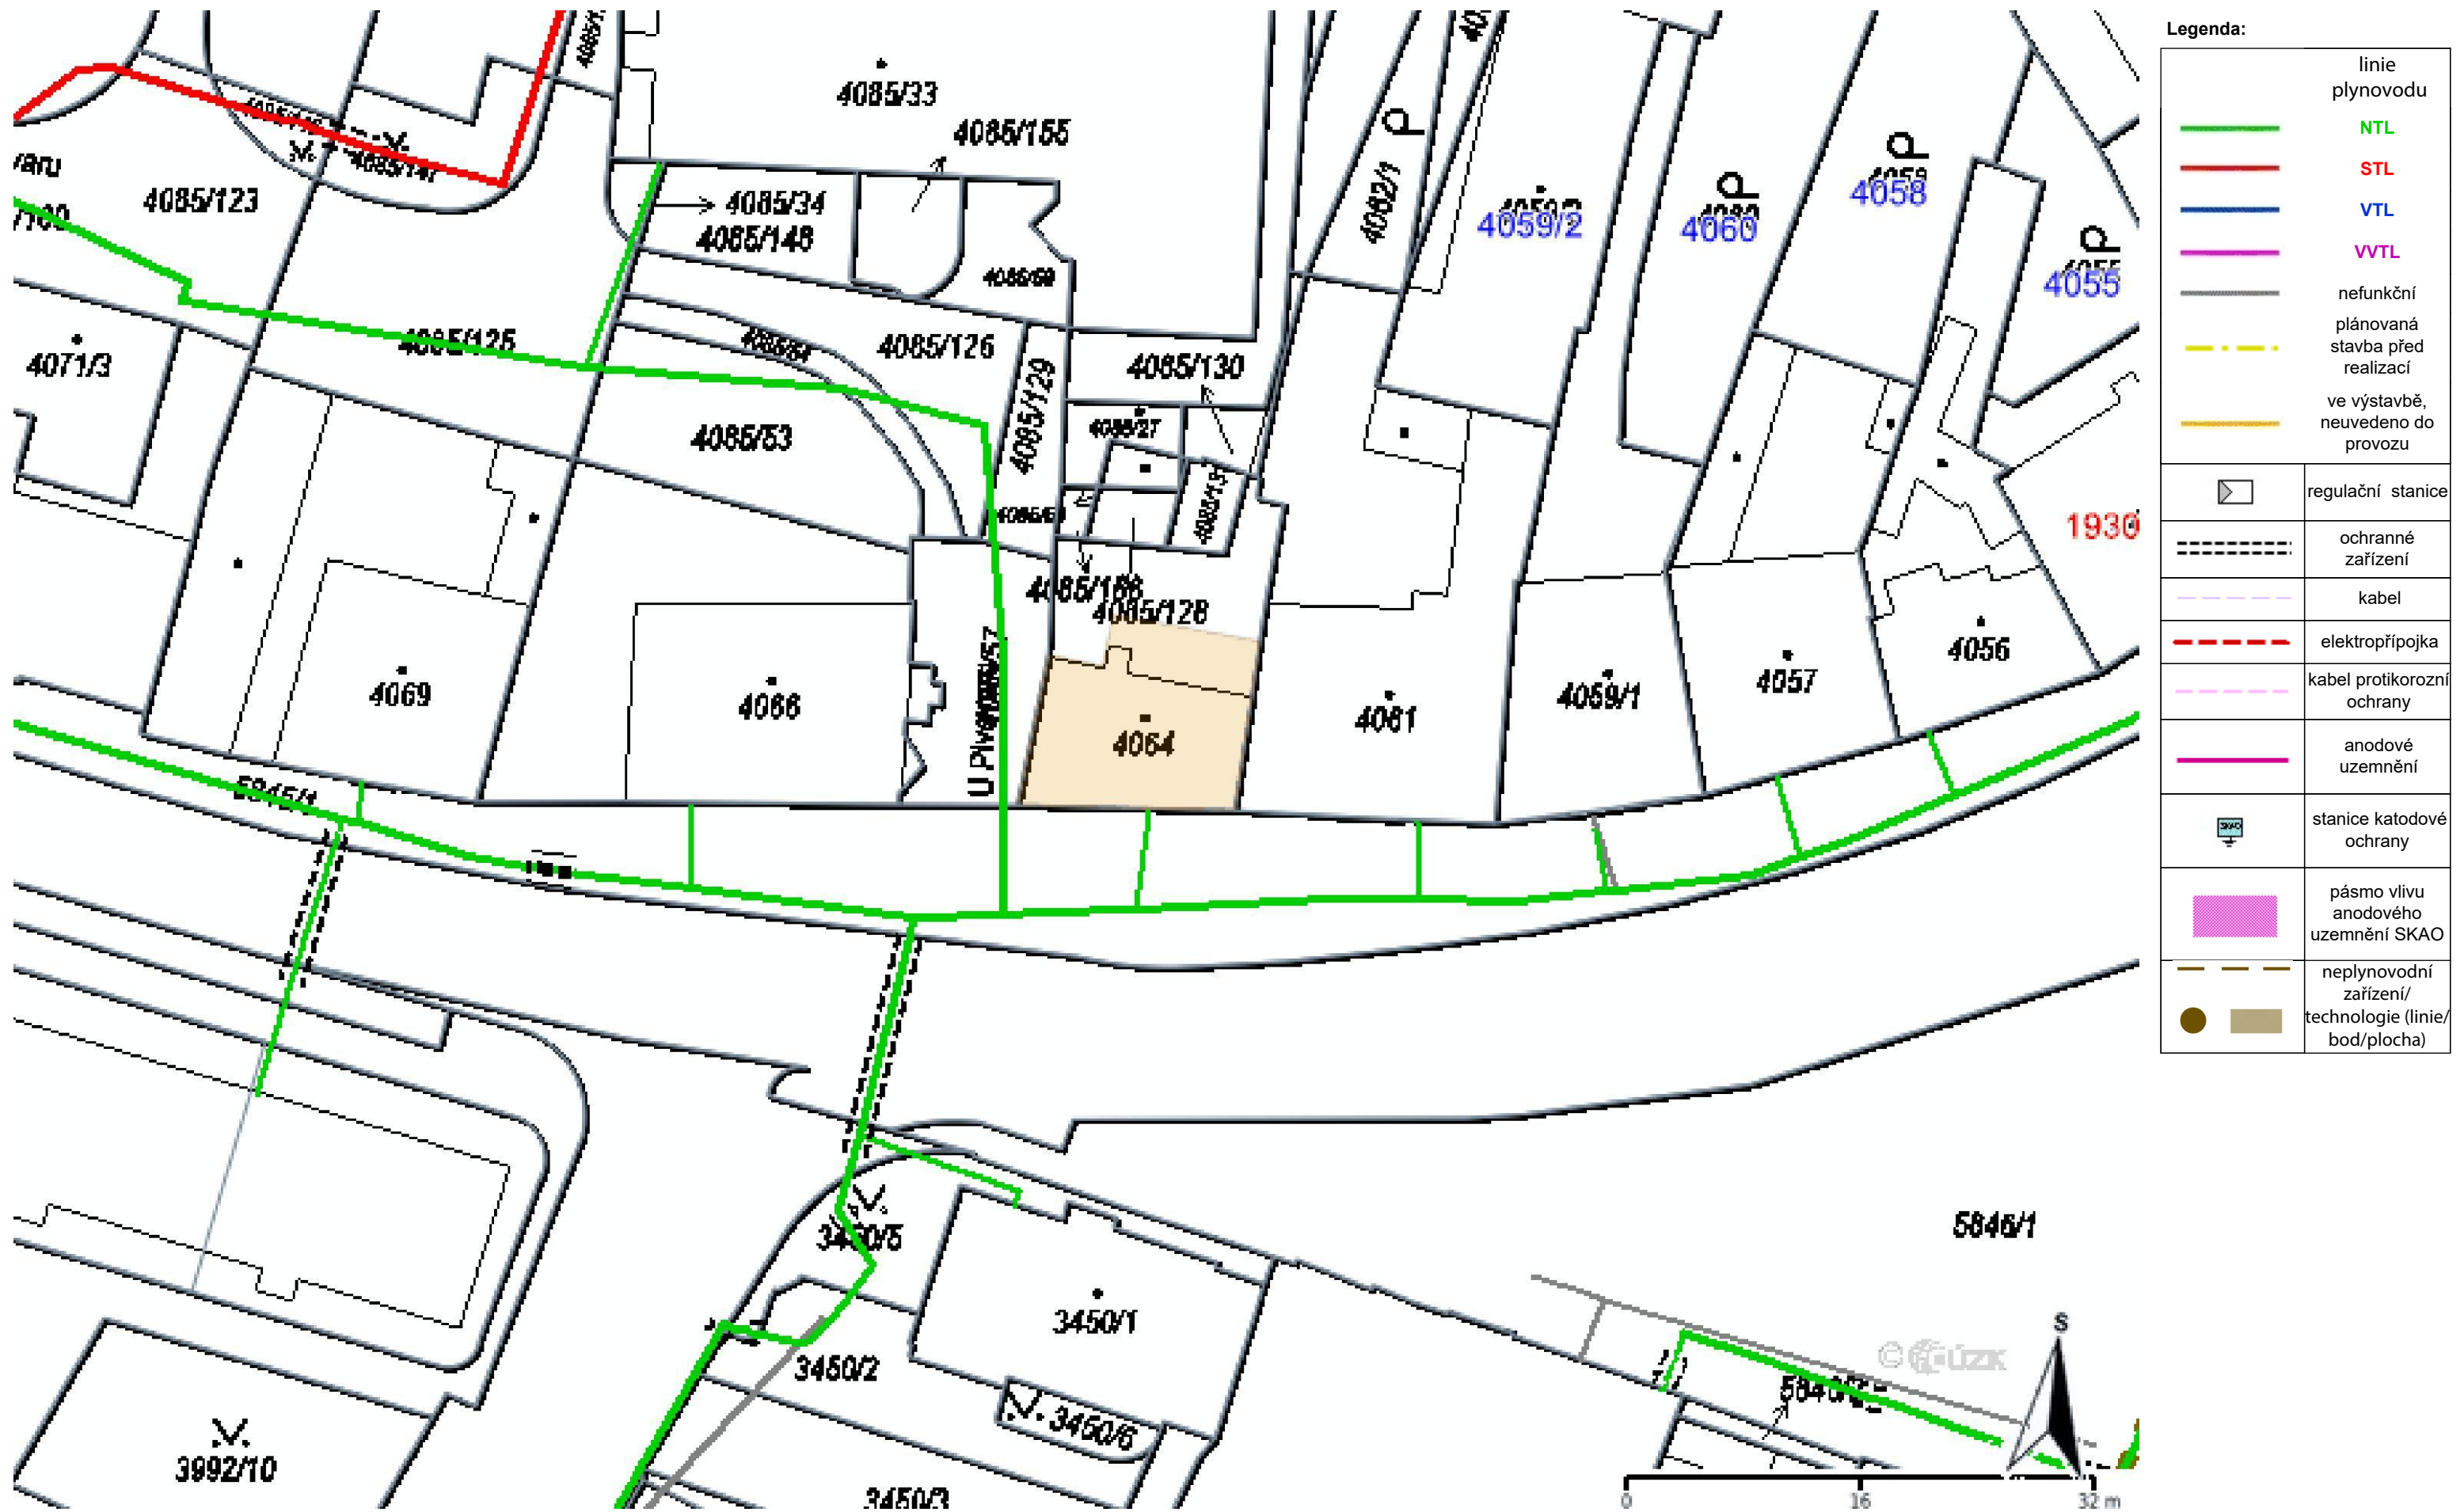 Legenda:
linie
plynovodu
NTL
STL
VTL
VVTL
nefunkční
plánovaná
stavba před
realizací
ve výstavbě,
neuvedeno do
provozu
regulační stanice
ochranné
zařízení
kabel
elektropřípojka
kabel protikorozní
ochrany
anodové
uzemnění
stanice katodové
ochrany
pásmo vlivu
anodového
uzemnění SKAO
neplynovodní
zařízení/
technologie (linie/
bod/plocha)
4085/33
4085/155
4085/123
4085/34
4085/148
4082/1
4059/2
4060
4058
4055
4071/3
4085/125
4085/126
4085/129
4085/130
4085/53
4085/27
1930
4085/128
4069
4066
4064
4061
4059/1
4057
4056
5845/1
3450/5
5846/1
3450/1
3450/2
3450/6
3992/10
3450/3
S
0 16 32 m